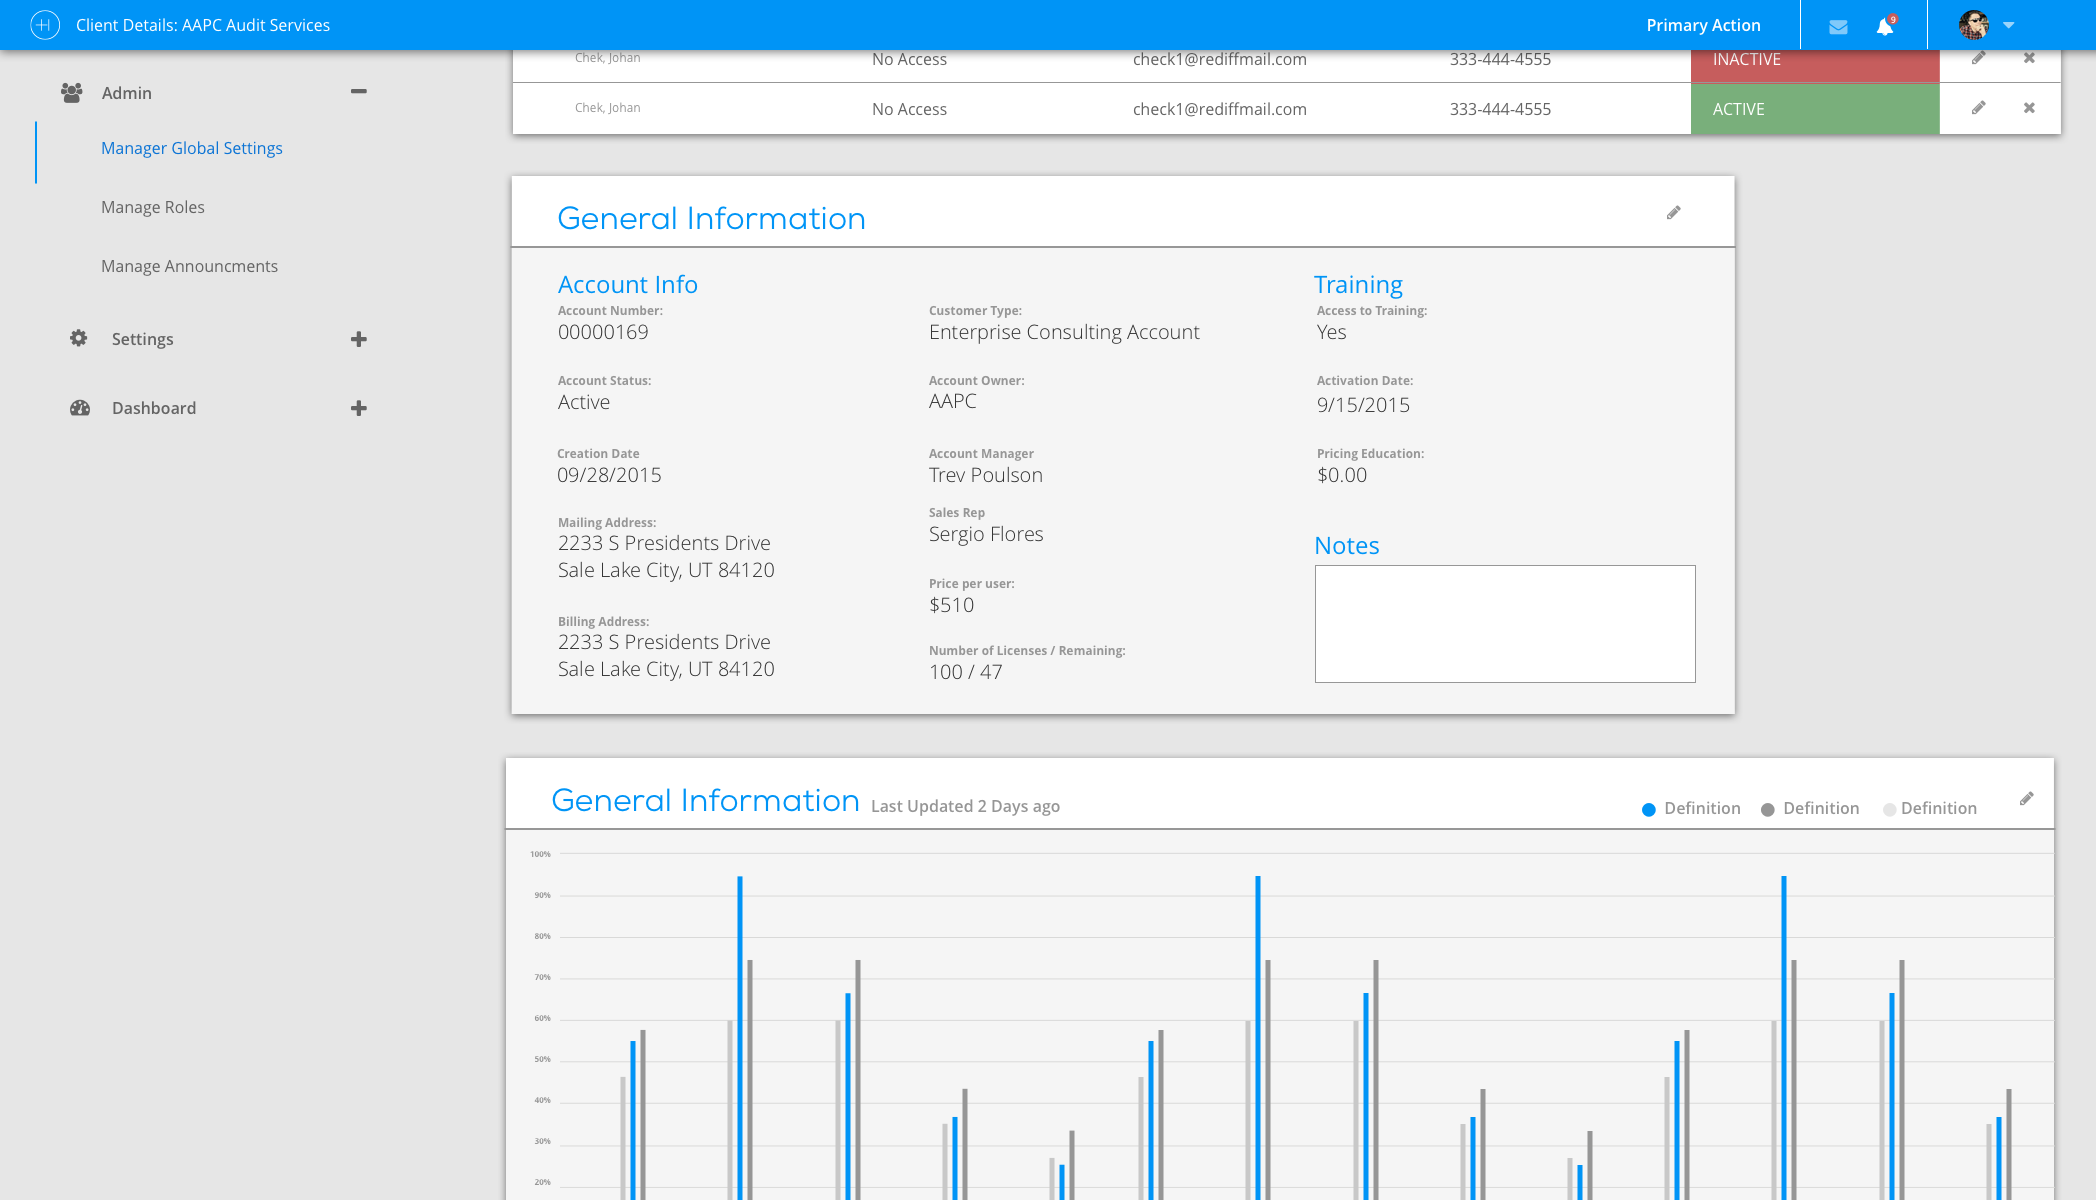 Client Details: AAPC Audit Services
Primary Action
9
Chek, Johan No Access check1@rediffmail.com 333-444-4555 INACTIVE
Chek, Johan No Access check1@rediffmail.com 333-444-4555 ACTIVE
Admin
Manager Global Settings
Manage Roles
Manage Announcments
Settings
Dashboard
General Information
Account Info
Account Number:
00000169
Account Status:
Active
Creation Date
09/28/2015
Mailing Address:
2233 S Presidents Drive
Sale Lake City, UT 84120
Billing Address:
2233 S Presidents Drive
Sale Lake City, UT 84120
Customer Type:
Enterprise Consulting Account
Account Owner:
AAPC
Account Manager
Trev Poulson
Sales Rep
Sergio Flores
Price per user:
$510
Number of Licenses / Remaining:
100 / 47
Training
Access to Training:
Yes
Activation Date:
9/15/2015
Pricing Education:
$0.00
Notes
General Information Last Updated 2 Days ago
Definition Definition Definition
100%
90%
80%
70%
60%
50%
40%
30%
20%